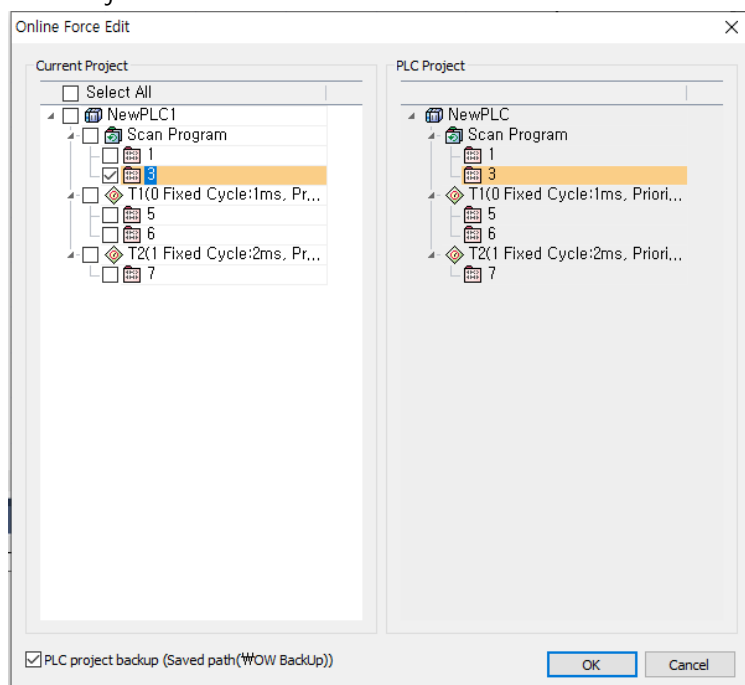 Online Force Edit
Current Project
Select All
NewPLC1
Scan Program
1
3
T1(0 Fixed Cycle:1ms, Pr...
5
6
T2(1 Fixed Cycle:2ms, Pr...
7
PLC Project
NewPLC
Scan Program
1
3
T1(0 Fixed Cycle:1ms, Priori...
5
6
T2(1 Fixed Cycle:2ms, Priori...
7
PLC project backup (Saved path(₩OW BackUp))
OK
Cancel